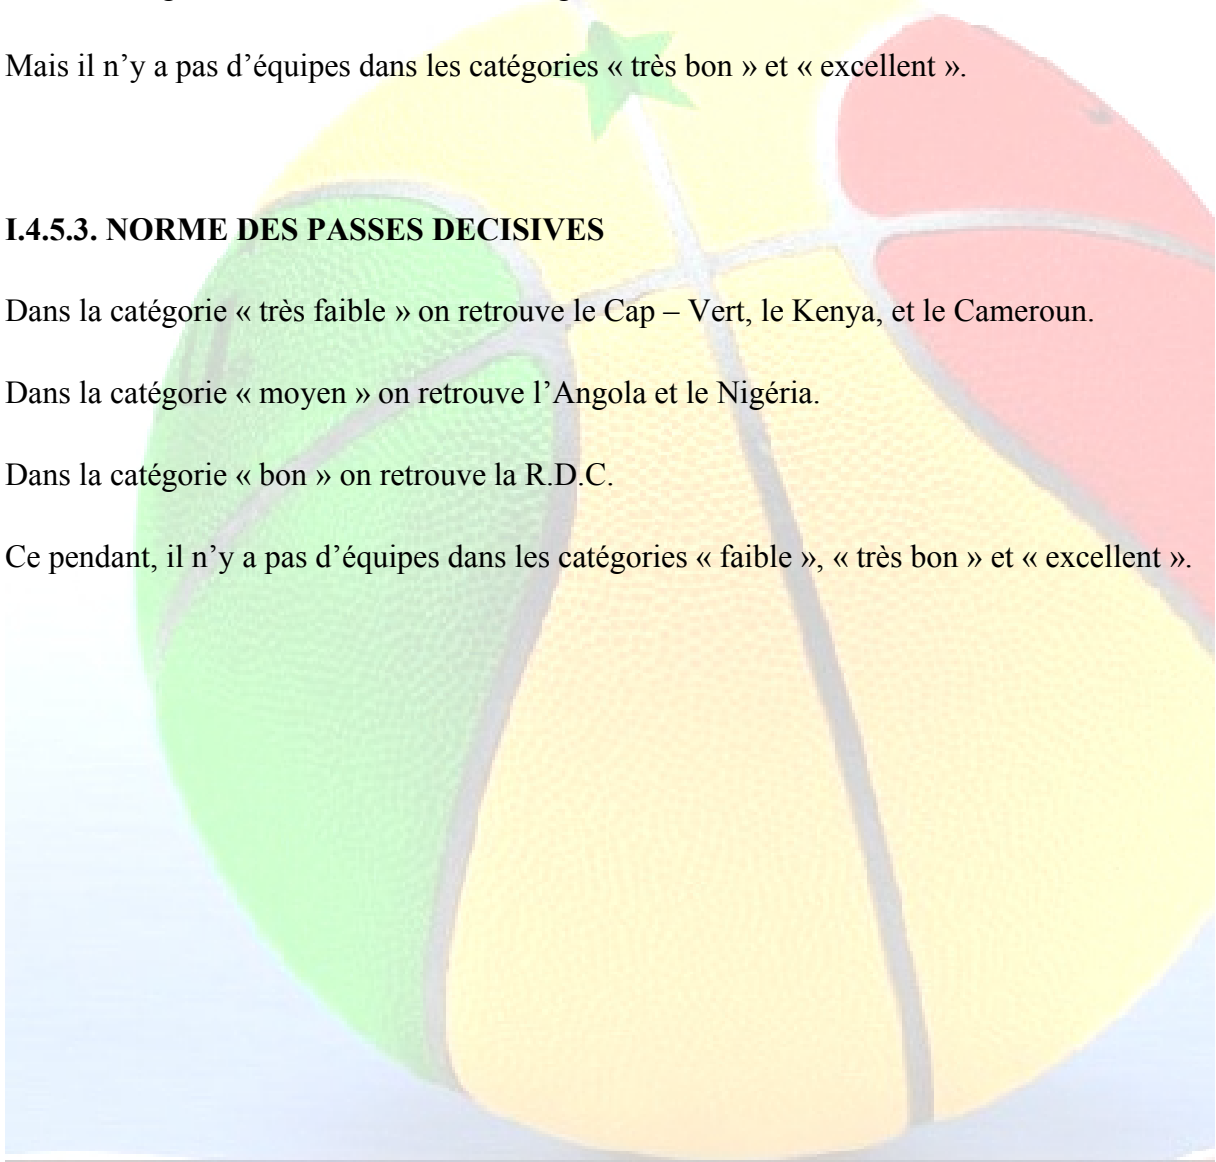 Mais il n’y a pas d’équipes dans les catégories « très bon » et « excellent ».
I.4.5.3. NORME DES PASSES DECISIVES
Dans la catégorie « très faible » on retrouve le Cap – Vert, le Kenya, et le Cameroun.
Dans la catégorie « moyen » on retrouve l’Angola et le Nigéria.
Dans la catégorie « bon » on retrouve la R.D.C.
Ce pendant, il n’y a pas d’équipes dans les catégories « faible », « très bon » et « excellent ».